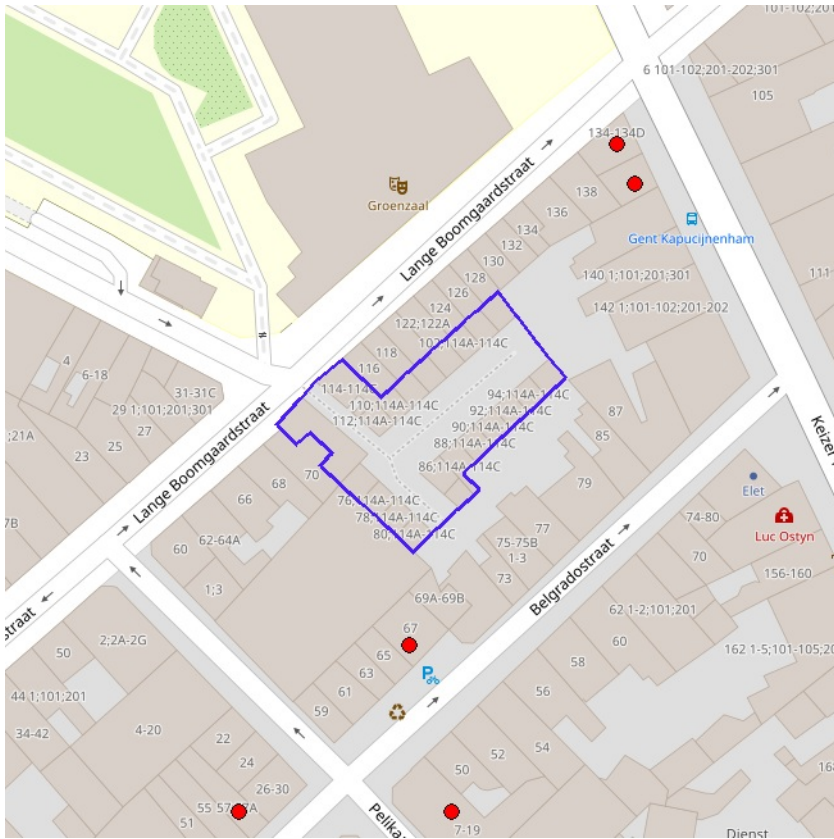 101-102;201
6 101-102;201-202;301
105
134-134D
138
136
134
132
130
128
126
124
122;122A
118
116
114-114C
Groenzaal
Lange Boomgaardstraat
Gent Kapucijnenham
140 1;101;201;301
142 1;101-102;201-202
111
102;114A-114C
110;114A-114C
112;114A-114C
94;114A-114C
92;114A-114C
90;114A-114C
88;114A-114C
86;114A-114C
76;114A-114C
78;114A-114C
80;114A-114C
4
6-18
31-31C
29 1;101;201;301
27
25
23
;21A
7B
Lange Boomgaardstraat
70
68
66
62-64A
60
1;3
87
85
79
77
75-75B
1-3
73
69A-69B
67
65
63
61
59
Keizer
Elet
Luc Ostyn
74-80
70
156-160
Belgradostraat
62 1-2;101;201
60
58
56
54
52
50
162 1-5;101-105;20
straat
2;2A-2G
50
44 1;101;201
34-42
4-20
22
24
26-30
51
7-19
Pelika
Dienst
168